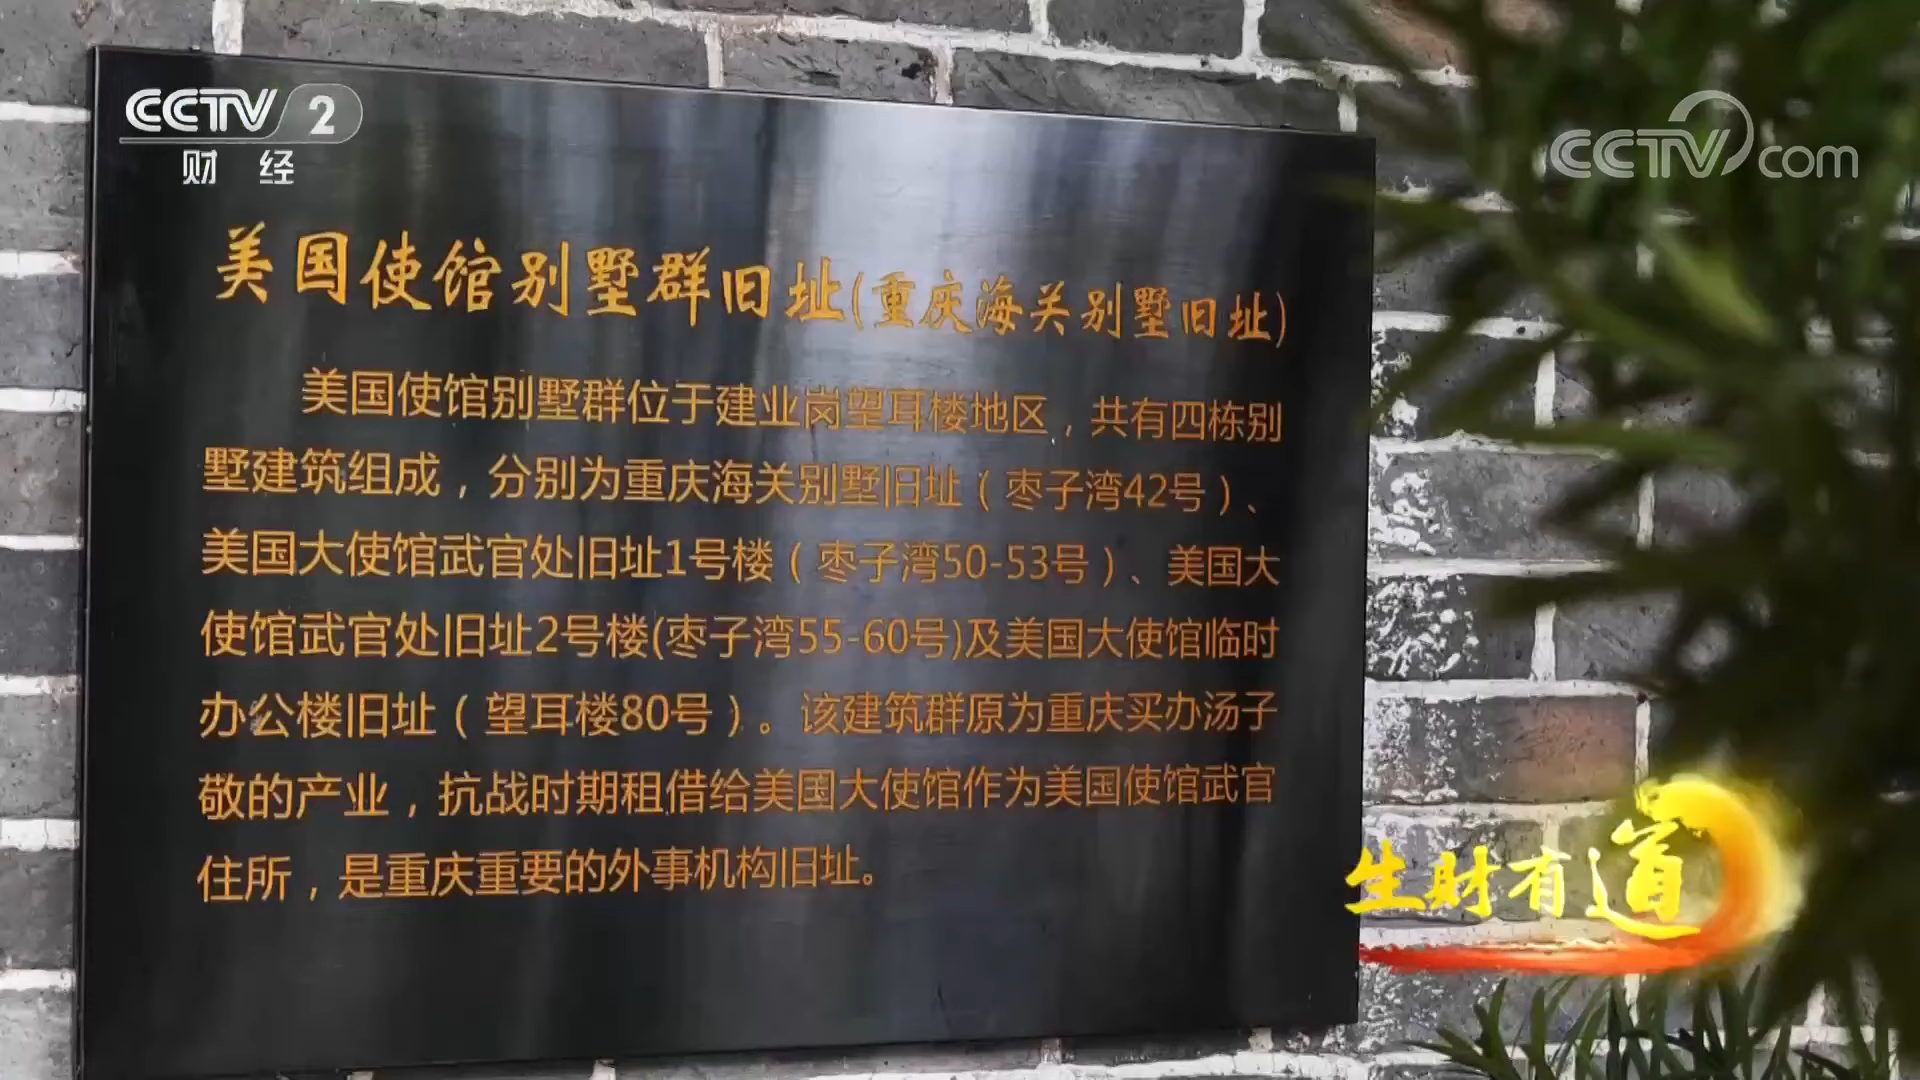 CCTV 2
财 经
CCTV com
美国使馆别墅群旧址(重庆海关别墅旧址)
美国使馆别墅群位于建业岗望耳楼地区，共有四栋别
墅建筑组成，分别为重庆海关别墅旧址（枣子湾42号）、
美国大使馆武官处旧址1号楼（枣子湾50-53号）、美国大
使馆武官处旧址2号楼(枣子湾55-60号)及美国大使馆临时
办公楼旧址（望耳楼80号）。该建筑群原为重庆买办汤子
敬的产业，抗战时期租借给美国大使馆作为美国使馆武官
住所，是重庆重要的外事机构旧址。
生财有道